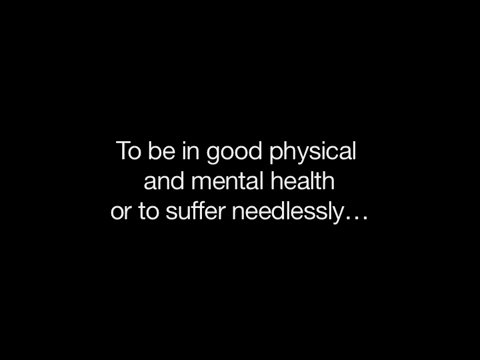 To be in good physical
and mental health
or to suffer needlessly…